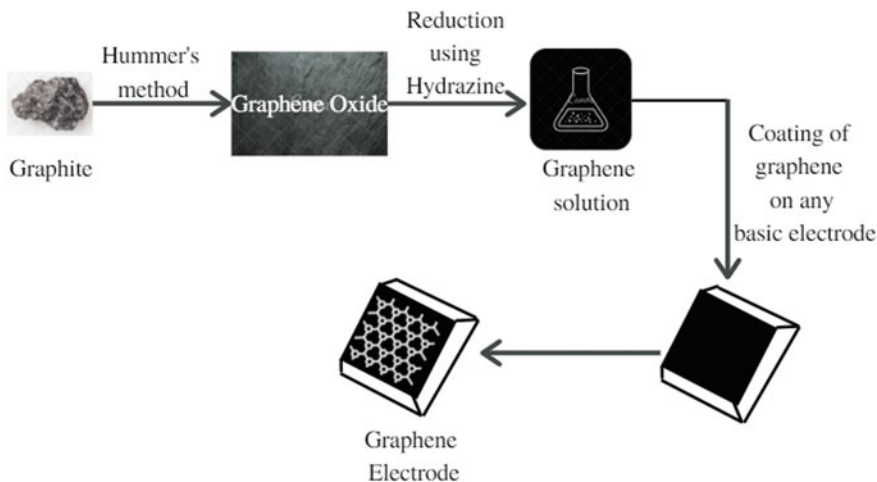 Graphite
Hummer's
method
Graphene Oxide
Reduction
using
Hydrazine
Canva
Graphene
solution
Coating of
graphene
on any
basic electrode
Graphene
Electrode